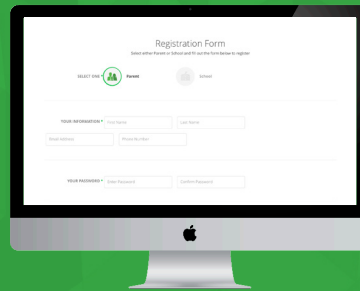 Registration Form
Select either Parent or School and fill out the form below to register
SELECT ONE * Parent School
YOUR INFORMATION * First Name Last Name
Email Address Phone Number
YOUR PASSWORD * Enter Password Confirm Password